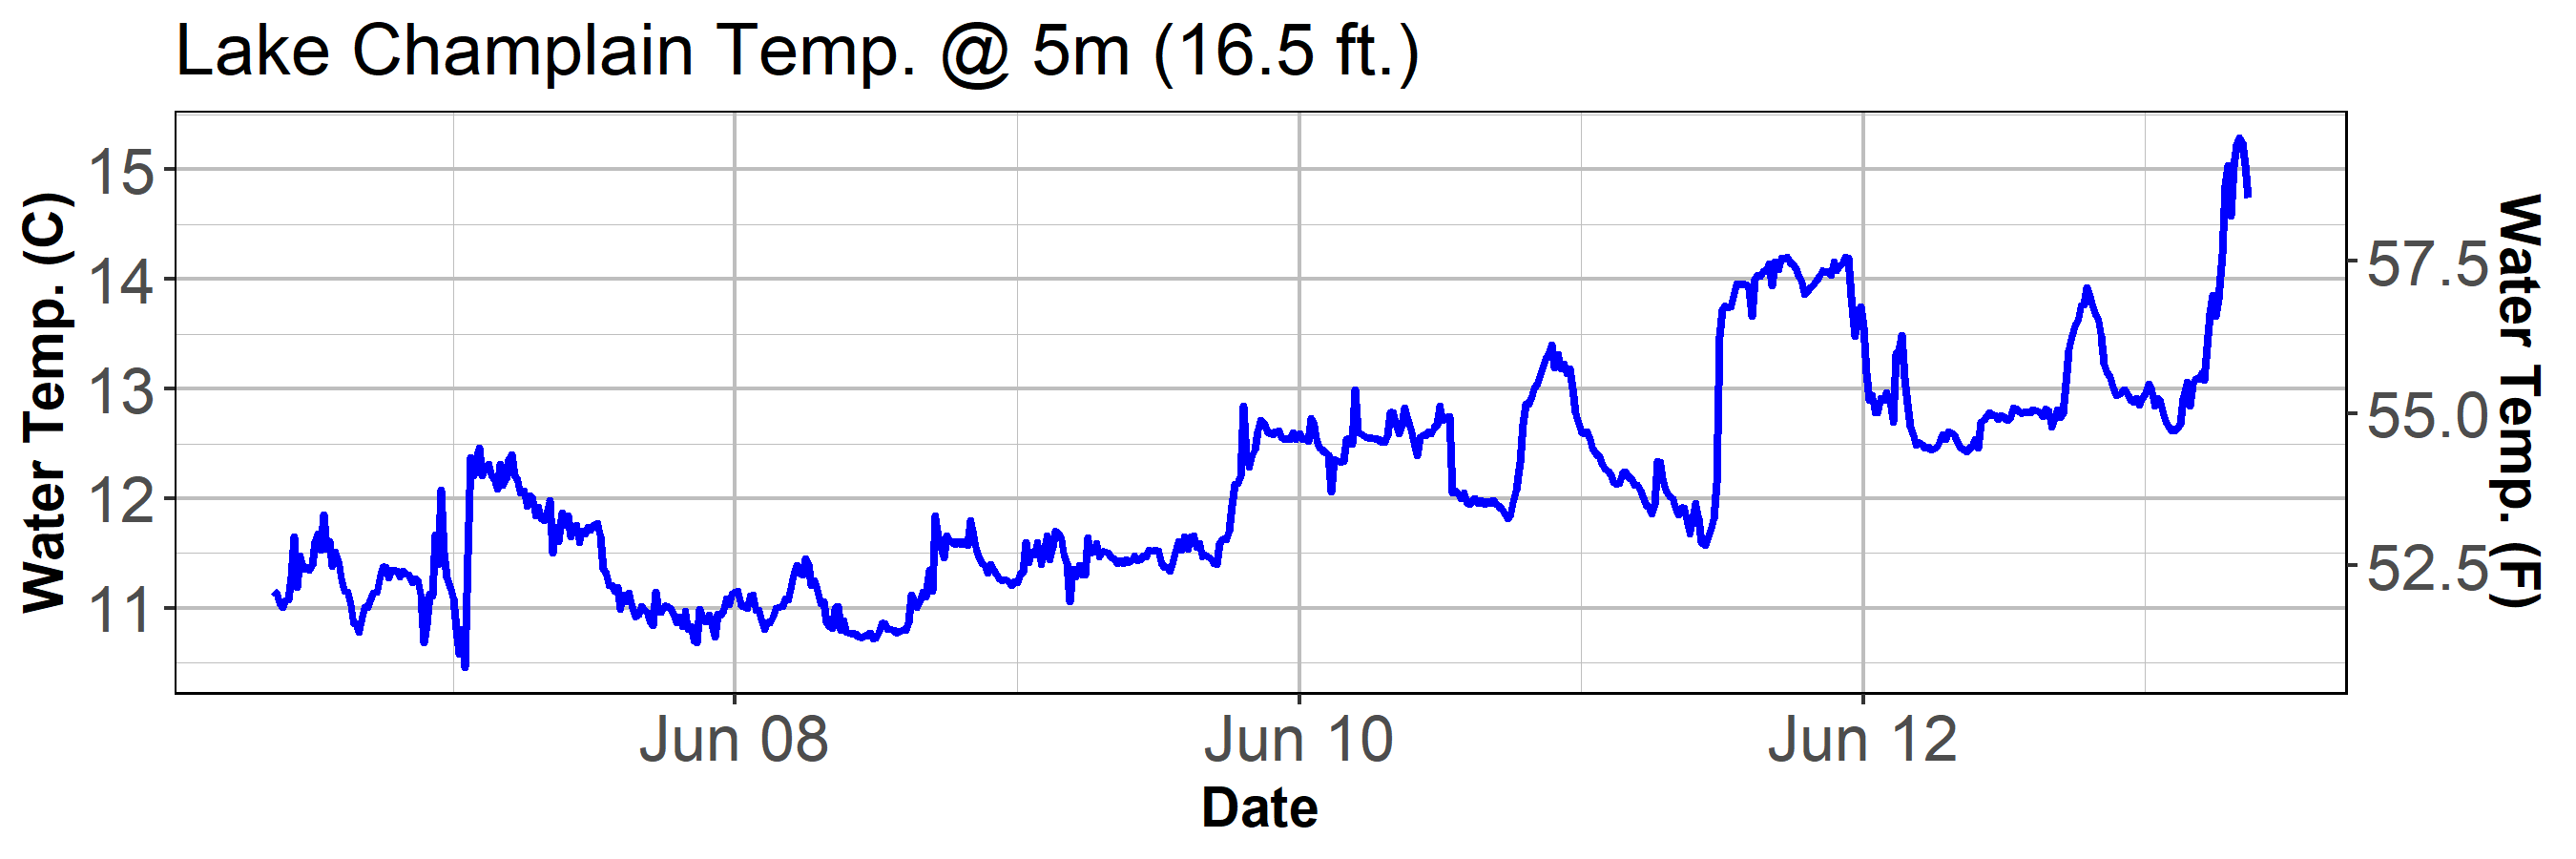 Lake Champlain Temp. @ 5m (16.5 ft.)
Water Temp. (C)
15
14
13
12
11
57.5
55.0
52.5
Water Temp. (F)
Jun 08
Jun 10
Jun 12
Date